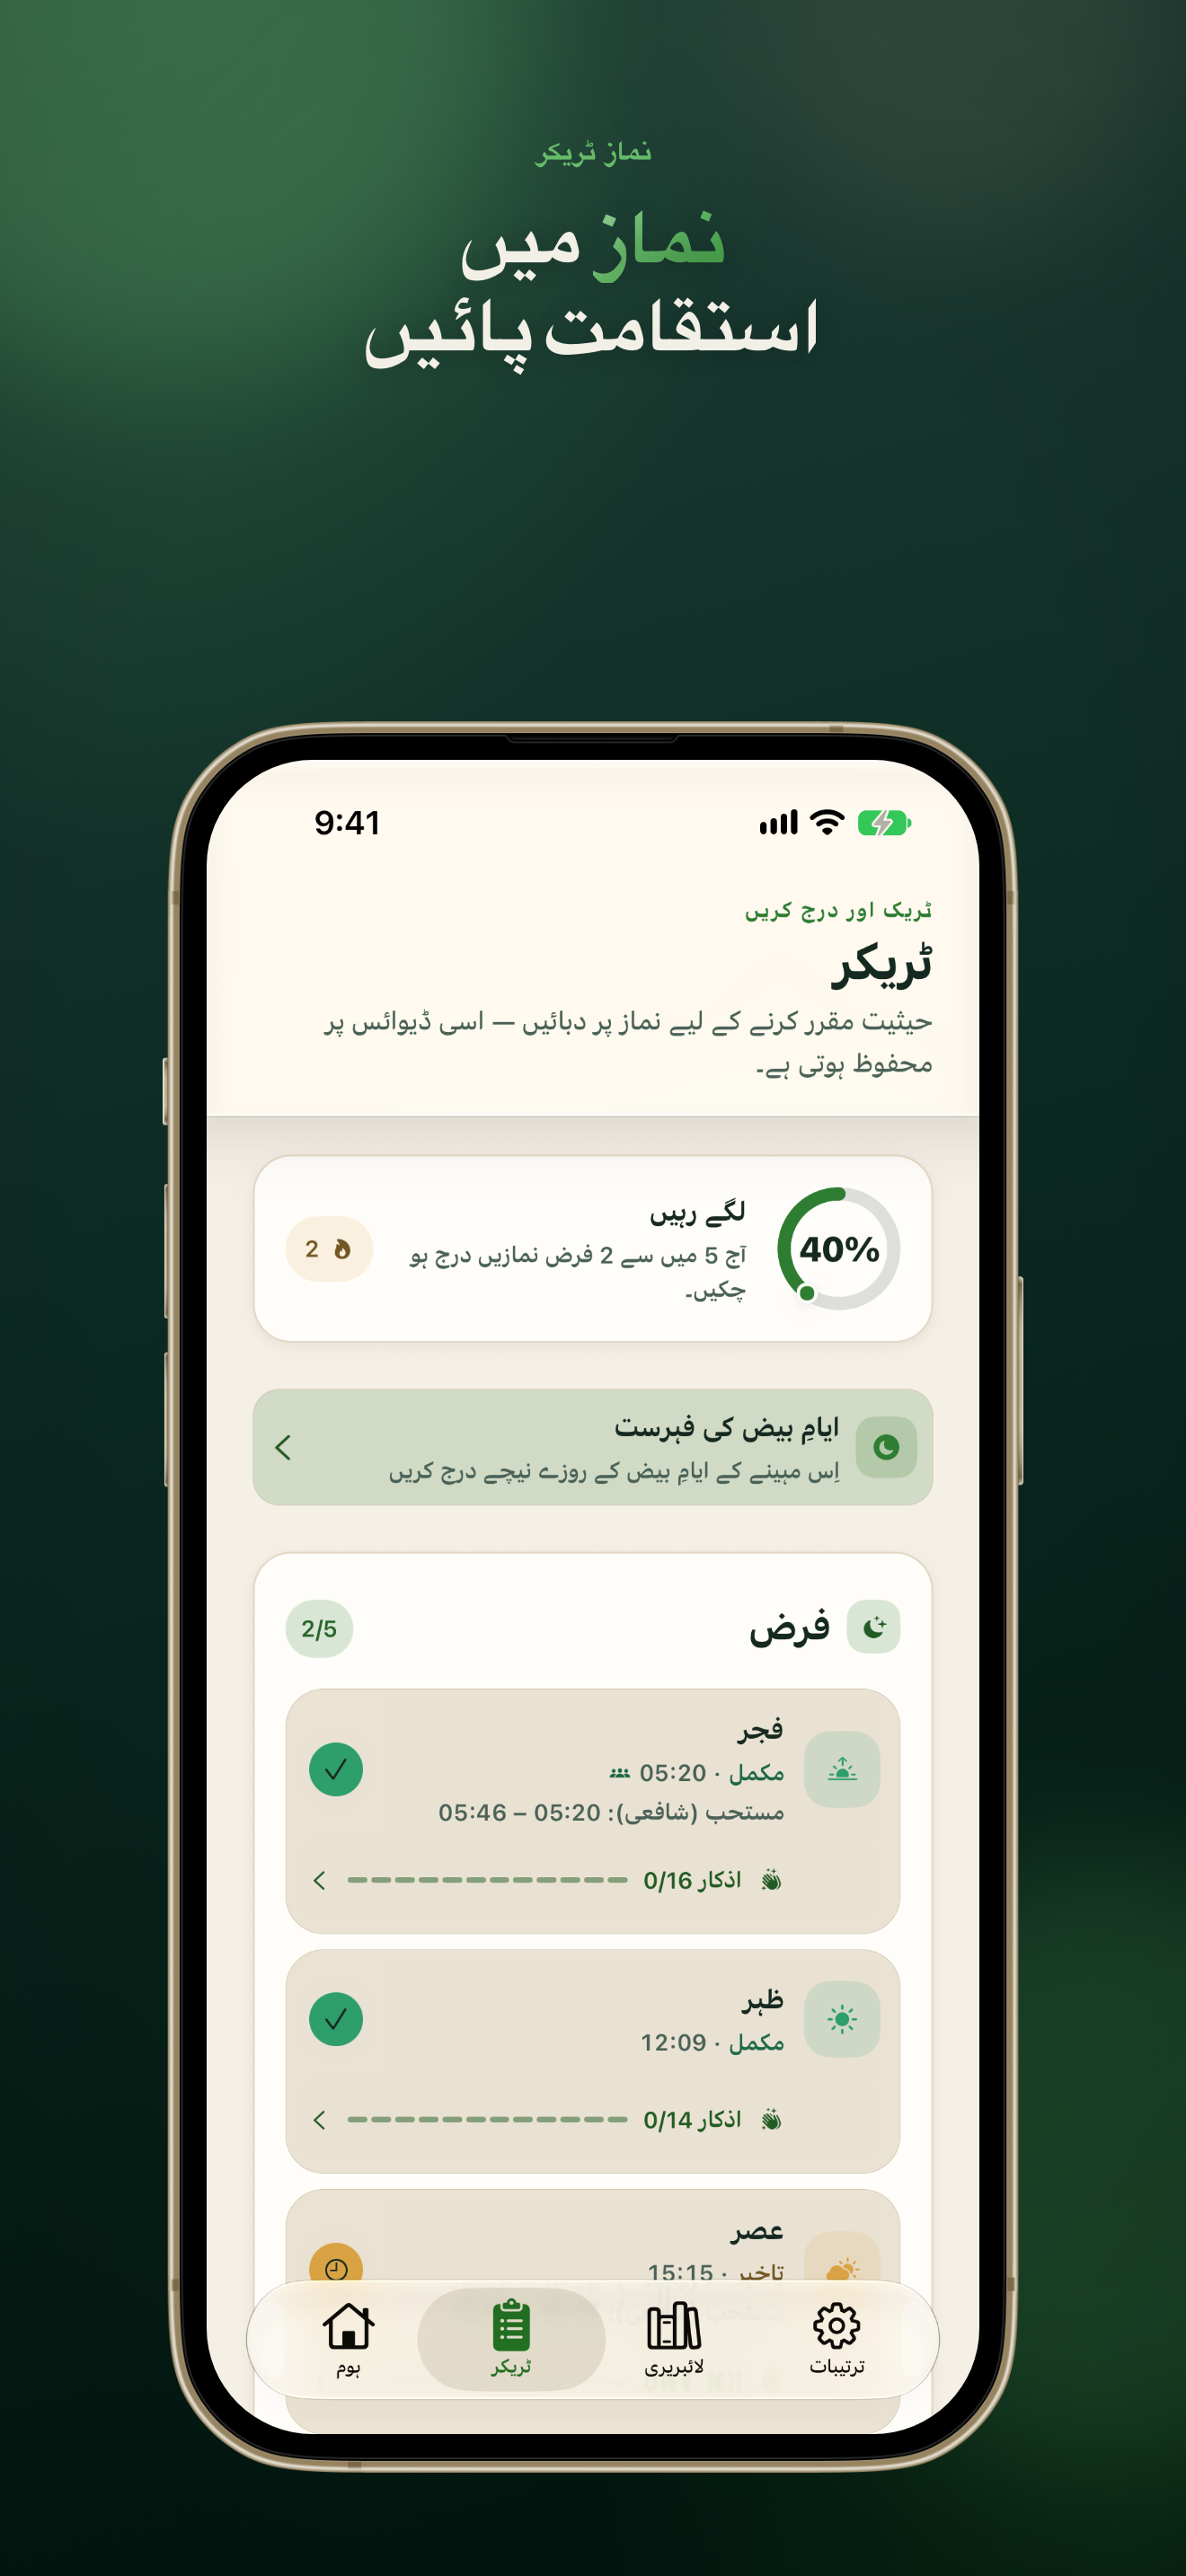 نماز ٹریکر
نماز میں
استقامت پائیں
9:41
ٹریک اور درج کریں
ٹریکر
حیثیت مقرر کرنے کے لیے نماز پر دبائیں — اسی ڈیوائس پر
محفوظ ہوتی ہے۔
40%
لگے رہیں
آج 5 میں سے 2 فرض نمازیں درج ہو
چکیں۔
2
ایامِ بیض کی فہرست
اِس مہینے کے ایامِ بیض کے روزے نیچے درج کریں
فرض
2/5
فجر
مکمل · 05:20
مستحب (شافعی): 05:20 – 05:46
اذکار 0/16
ظہر
مکمل · 12:09
اذکار 0/14
عصر
تاخیر · 15:15
ترتیبات
لائبریری
ٹریکر
ہوم